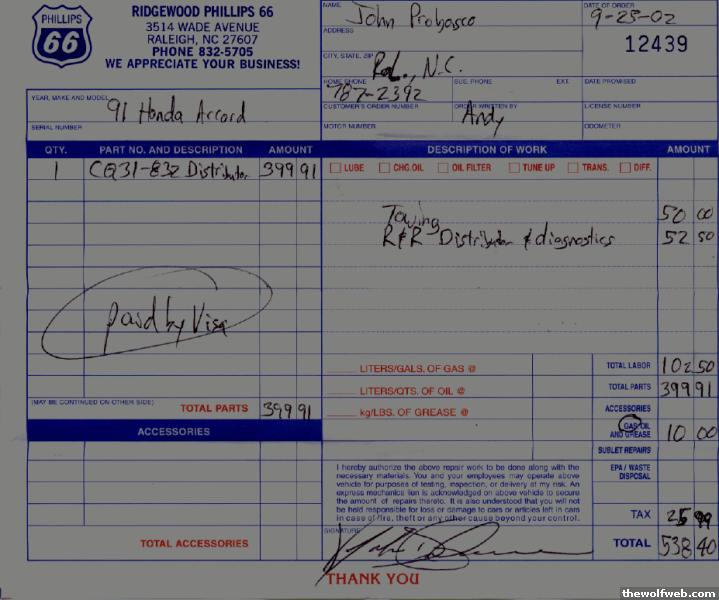 PHILLIPS
66
RIDGEWOOD PHILLIPS 66
3514 WADE AVENUE
RALEIGH, NC 27607
PHONE 832-5705
WE APPRECIATE YOUR BUSINESS!
NAME John Probasco
DATE OF ORDER 9-25-02
ADDRESS
12439
CITY, STATE, ZIP Ral., N.C.
HOME PHONE 787-2392 BUS. PHONE EXT. DATE PROMISED
YEAR, MAKE AND MODEL 91 Honda Accord
CUSTOMER'S ORDER NUMBER ORDER WRITTEN BY Andy LICENSE NUMBER
SERIAL NUMBER MOTOR NUMBER ODOMETER
QTY. PART NO. AND DESCRIPTION AMOUNT DESCRIPTION OF WORK AMOUNT
1 CQ31-832 Distributor 399 91 LUBE CHG.OIL OIL FILTER TUNE UP TRANS. DIFF.
Towing 50 00
R&R Distributor & diagnostics 52 50
paid by Visa
LITERS/GALS. OF GAS @ TOTAL LABOR 102 50
LITERS/QTS. OF OIL @ TOTAL PARTS 399 91
(MAY BE CONTINUED ON OTHER SIDE) TOTAL PARTS 399 91 kg/LBS. OF GREASE @ ACCESSORIES
ACCESSORIES GAS/OIL AND GREASE 10 00
SUBLET REPAIRS
I hereby authorize the above repair work to be done along with the
necessary materials. You and your employees may operate above
vehicle for purposes of testing, inspection, or delivery at my risk. An
express mechanics lien is acknowledged on above vehicle to secure
the amount of repairs thereto. It is also understood that you will not
be held responsible for loss or damage to cars or articles left in cars
in case of fire, theft or any other cause beyond your control.
EPA / WASTE DISPOSAL
TAX 25 99
SIGNATURE
TOTAL ACCESSORIES TOTAL 538 40
THANK YOU
thewolfweb.com